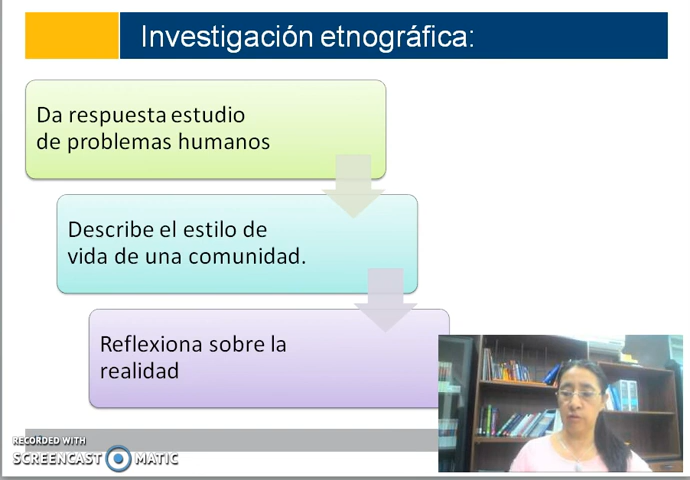 Investigación etnográfica:
Da respuesta estudio
de problemas humanos
Describe el estilo de
vida de una comunidad.
Reflexiona sobre la
realidad
RECORDED WITH
SCREENCAST MATIC